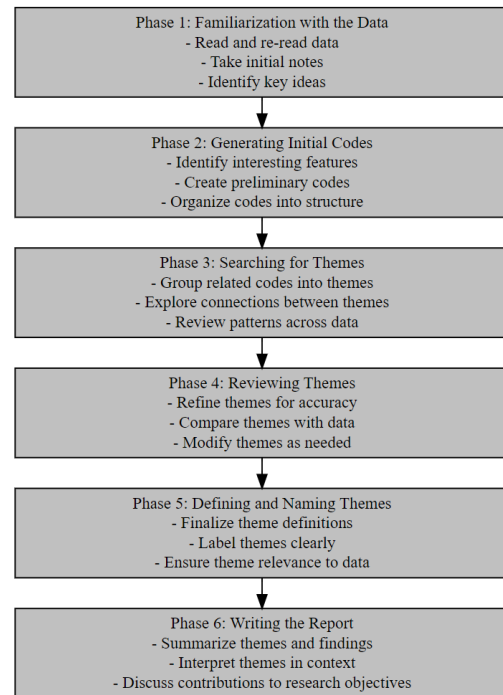 Phase 1: Familiarization with the Data
- Read and re-read data
- Take initial notes
- Identify key ideas
Phase 2: Generating Initial Codes
- Identify interesting features
- Create preliminary codes
- Organize codes into structure
Phase 3: Searching for Themes
- Group related codes into themes
- Explore connections between themes
- Review patterns across data
Phase 4: Reviewing Themes
- Refine themes for accuracy
- Compare themes with data
- Modify themes as needed
Phase 5: Defining and Naming Themes
- Finalize theme definitions
- Label themes clearly
- Ensure theme relevance to data
Phase 6: Writing the Report
- Summarize themes and findings
- Interpret themes in context
- Discuss contributions to research objectives